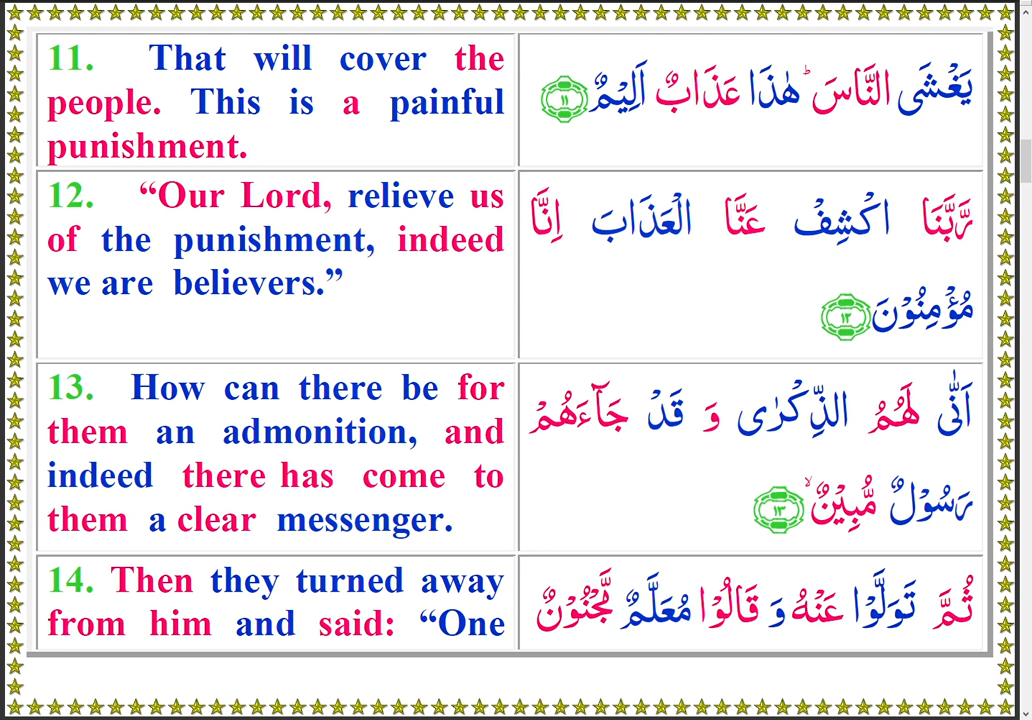 11. That will cover the
people. This is a painful
punishment.
يَغْشَى النَّاسَ ؕ هٰذَا عَذَابٌ اَلِيْمٌ ۝۱۱
12. “Our Lord, relieve us
of the punishment, indeed
we are believers.”
رَّبَّنَا اكْشِفْ عَنَّا الْعَذَابَ اِنَّا
مُؤْمِنُوْنَ ۝۱۲
13. How can there be for
them an admonition, and
indeed there has come to
them a clear messenger.
اَنّٰى لَهُمُ الذِّكْرٰى وَ قَدْ جَآءَهُمْ
رَسُوْلٌ مُّبِيْنٌ ۙ ۝۱۳
14. Then they turned away
from him and said: “One
ثُمَّ تَوَلَّوْا عَنْهُ وَ قَالُوْا مُعَلَّمٌ مَّجْنُوْنٌ